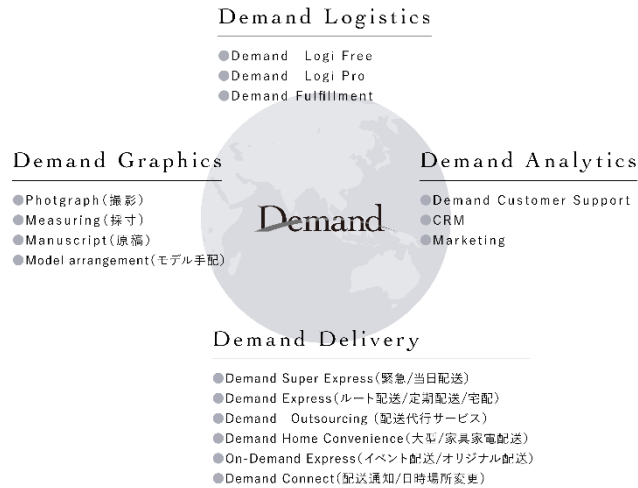 Demand Logistics
●Demand Logi Free
●Demand Logi Pro
●Demand Fulfillment
Demand Graphics
●Photgraph(撮影)
●Measuring(採寸)
●Manuscript(原稿)
●Model arrangement(モデル手配)
Demand
Demand Analytics
●Demand Customer Support
●CRM
●Marketing
Demand Delivery
●Demand Super Express(緊急/当日配送)
●Demand Express(ルート配送/定期配送/宅配)
●Demand Outsourcing (配送代行サービス)
●Demand Home Convenience(大型/家具家電配送)
●On-Demand Express(イベント配送/オリジナル配送)
●Demand Connect(配送通知/日時場所変更)